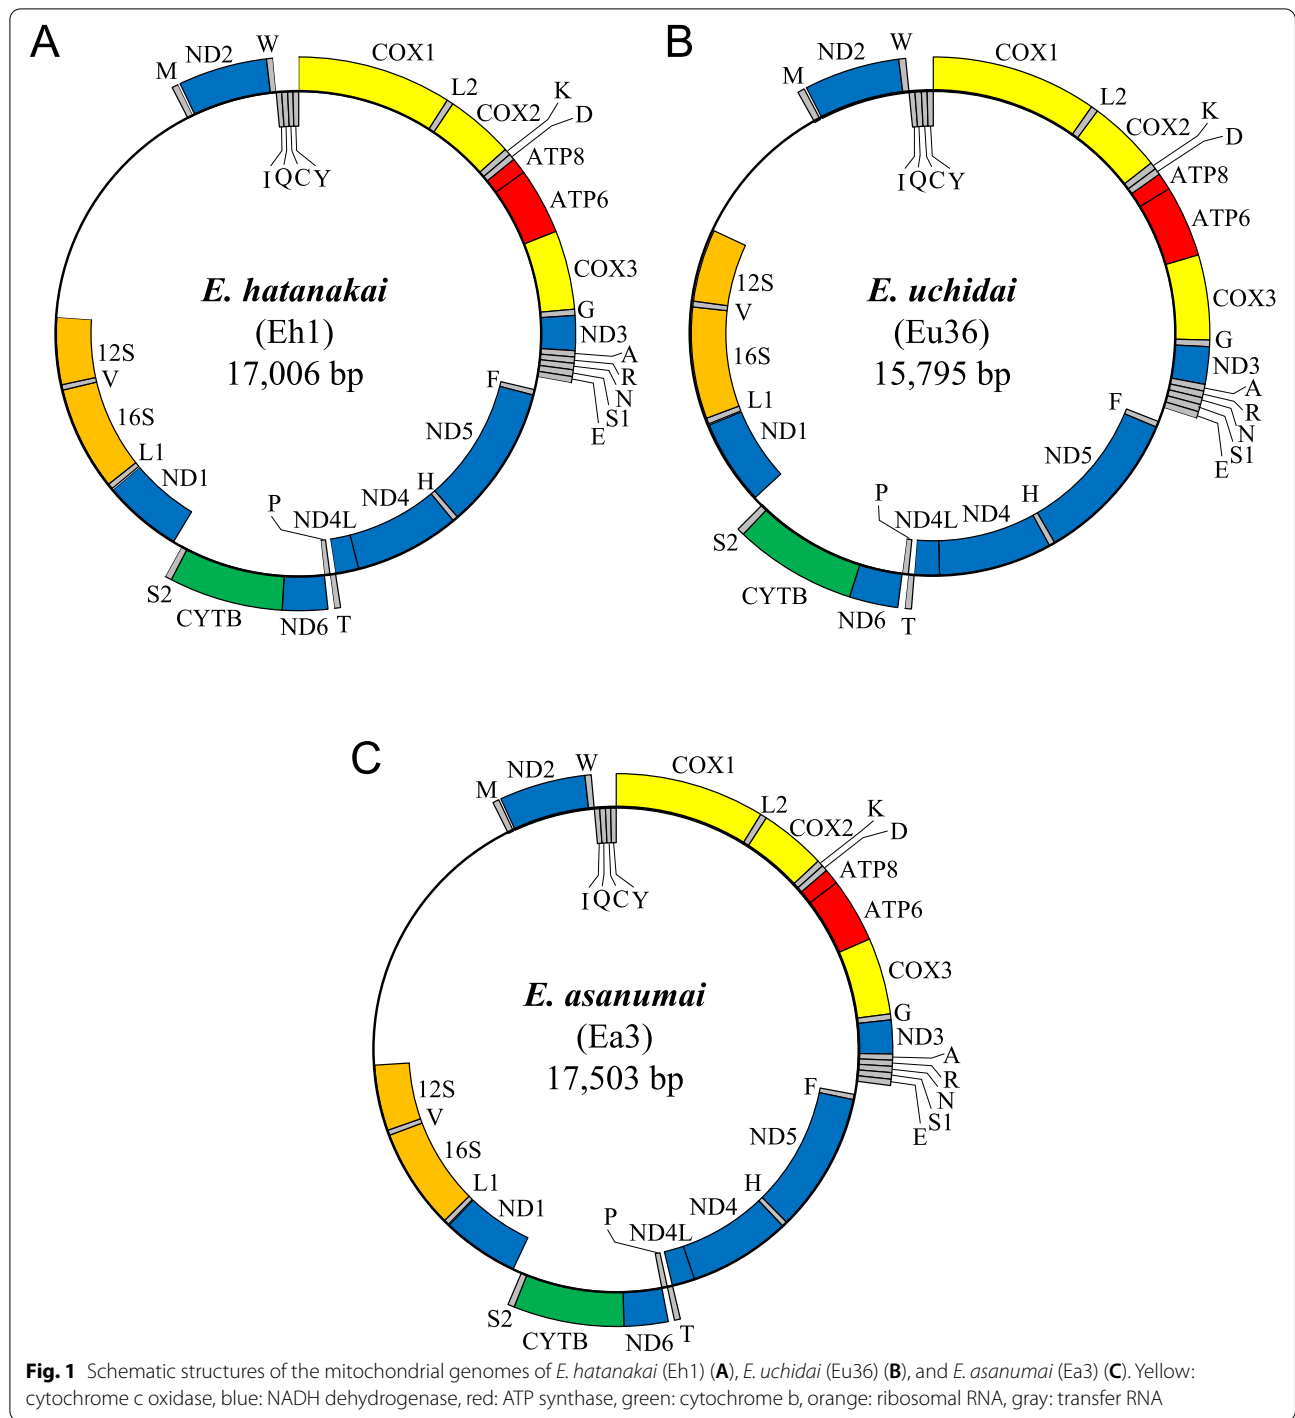 A
M
ND2
W
COX1
L2
COX2
K
D
ATP8
ATP6
COX3
G
ND3
A
R
N
S1
E
F
ND5
H
ND4
ND4L
P
T
ND6
CYTB
S2
ND1
L1
16S
V
12S
I Q C Y
E. hatanakai
(Eh1)
17,006 bp
B
M
ND2
W
COX1
L2
COX2
K
D
ATP8
ATP6
COX3
G
ND3
A
R
N
S1
E
F
ND5
H
ND4
ND4L
P
T
ND6
CYTB
S2
ND1
L1
16S
V
12S
I Q C Y
E. uchidai
(Eu36)
15,795 bp
C
M
ND2
W
COX1
L2
COX2
K
D
ATP8
ATP6
COX3
G
ND3
A
R
N
S1
E
F
ND5
H
ND4
ND4L
P
T
ND6
CYTB
S2
ND1
L1
16S
V
12S
I Q C Y
E. asanumai
(Ea3)
17,503 bp
Fig. 1 Schematic structures of the mitochondrial genomes of E. hatanakai (Eh1) (A), E. uchidai (Eu36) (B), and E. asanumai (Ea3) (C). Yellow:
cytochrome c oxidase, blue: NADH dehydrogenase, red: ATP synthase, green: cytochrome b, orange: ribosomal RNA, gray: transfer RNA